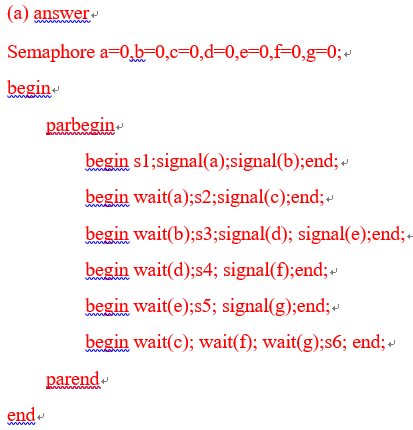 (a) answer
Semaphore a=0,b=0,c=0,d=0,e=0,f=0,g=0;
begin
parbegin
begin s1;signal(a);signal(b);end;
begin wait(a);s2;signal(c);end;
begin wait(b);s3;signal(d); signal(e);end;
begin wait(d);s4; signal(f);end;
begin wait(e);s5; signal(g);end;
begin wait(c); wait(f); wait(g);s6; end;
parend
end